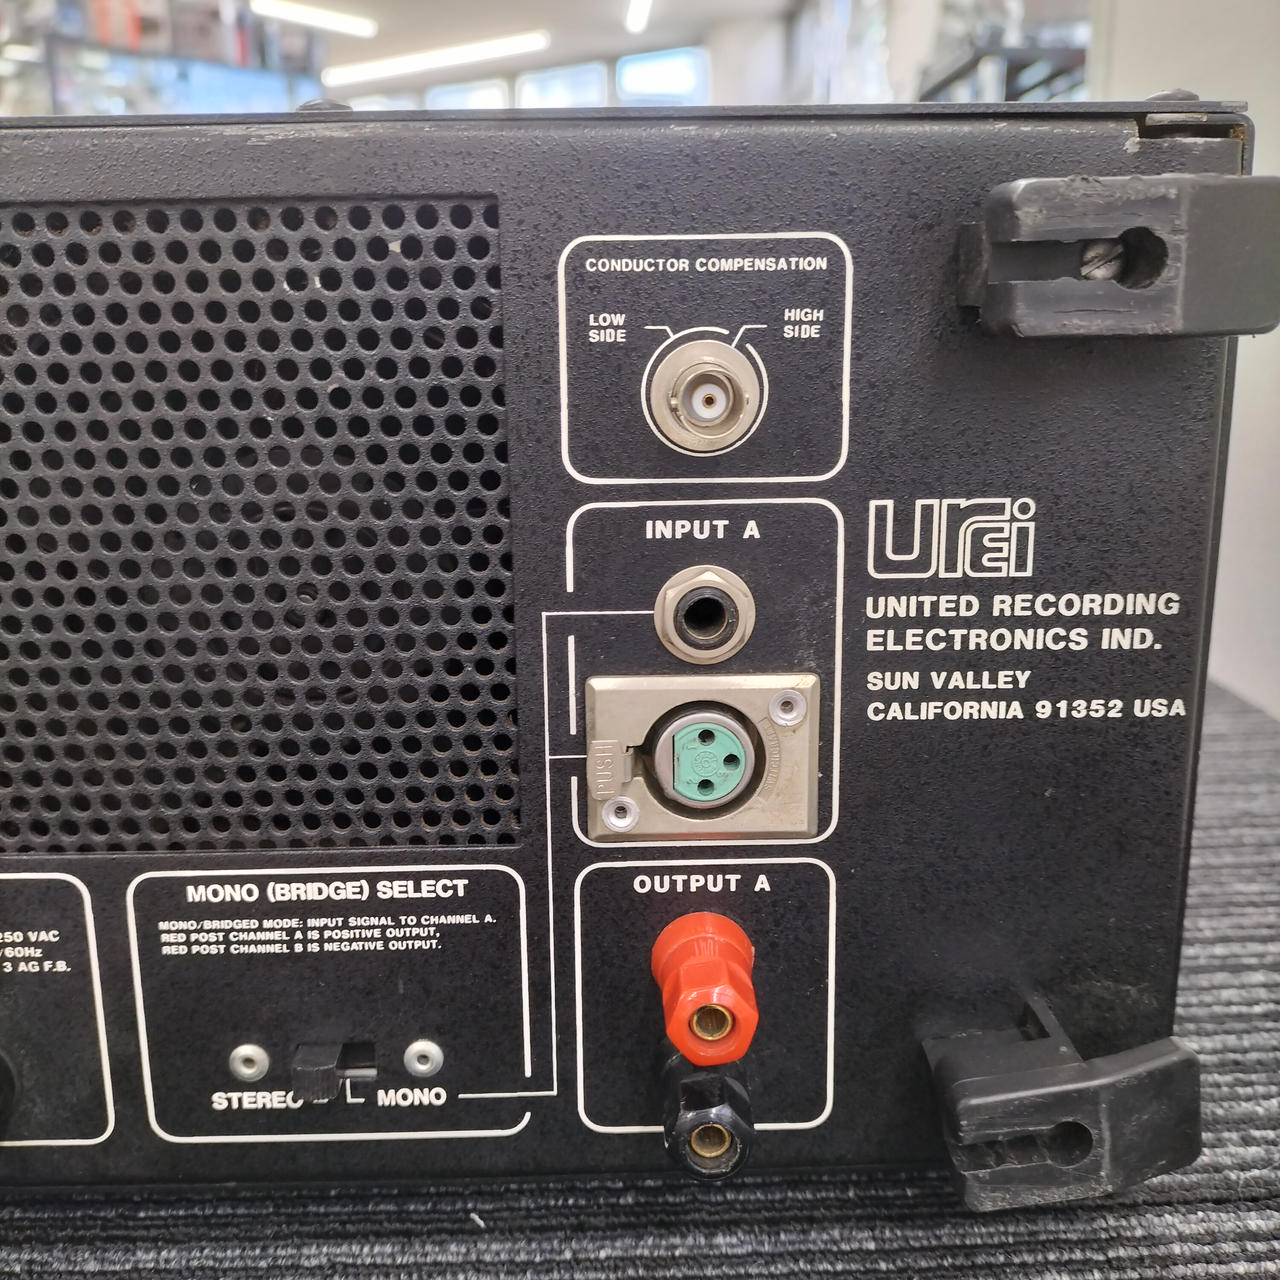 CONDUCTOR COMPENSATION
LOW
SIDE
HIGH
SIDE
INPUT A
PUSH
urei
UNITED RECORDING
ELECTRONICS IND.
SUN VALLEY
CALIFORNIA 91352 USA
250 VAC
/60Hz
3 AG F.B.
MONO (BRIDGE) SELECT
MONO/BRIDGED MODE: INPUT SIGNAL TO CHANNEL A.
RED POST CHANNEL A IS POSITIVE OUTPUT,
RED POST CHANNEL B IS NEGATIVE OUTPUT.
STEREO
MONO
OUTPUT A